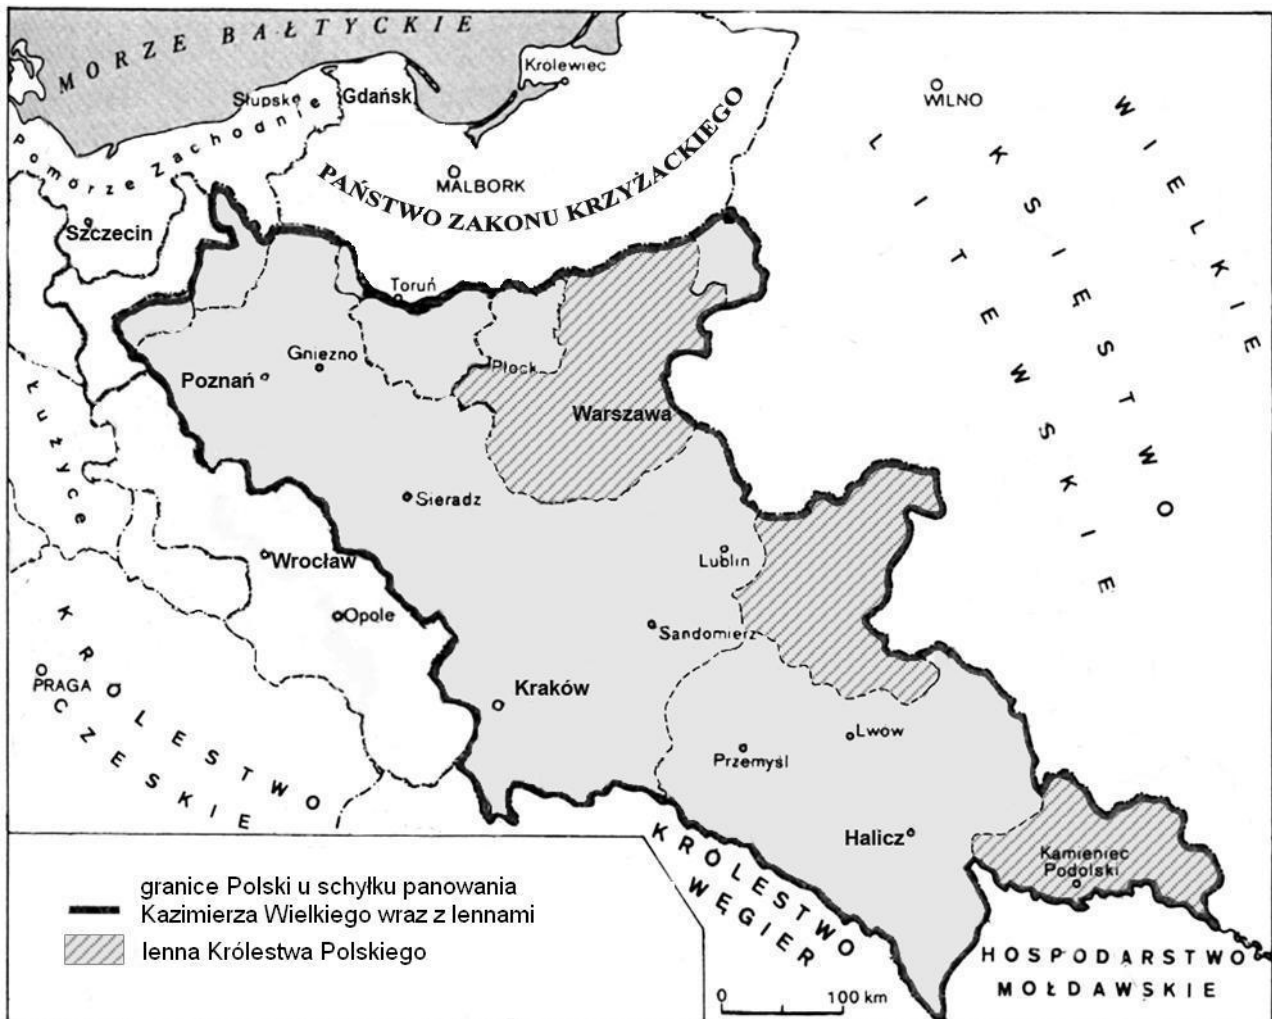 MORZE BAŁTYCKIE
Królewiec
Słupsk
Gdańsk
WILNO
WIELKIE
KSIĘSTWO
LITEWSKIE
Pomorze Zachodnie
MALBORK
PAŃSTWO ZAKONU KRZYŻACKIEGO
Szczecin
Toruń
Gniezno
Płock
Poznań
Warszawa
Łużyce
Sieradz
Wrocław
Lublin
Opole
Sandomierz
KRÓLESTWO
CZESKIE
PRAGA
Kraków
Lwów
Przemyśl
Halicz
Kamieniec
Podolski
KRÓLESTWO
WĘGIER
HOSPODARSTWO
MOŁDAWSKIE
granice Polski u schyłku panowania
Kazimierza Wielkiego wraz z lennami
lenna Królestwa Polskiego
0 100 km